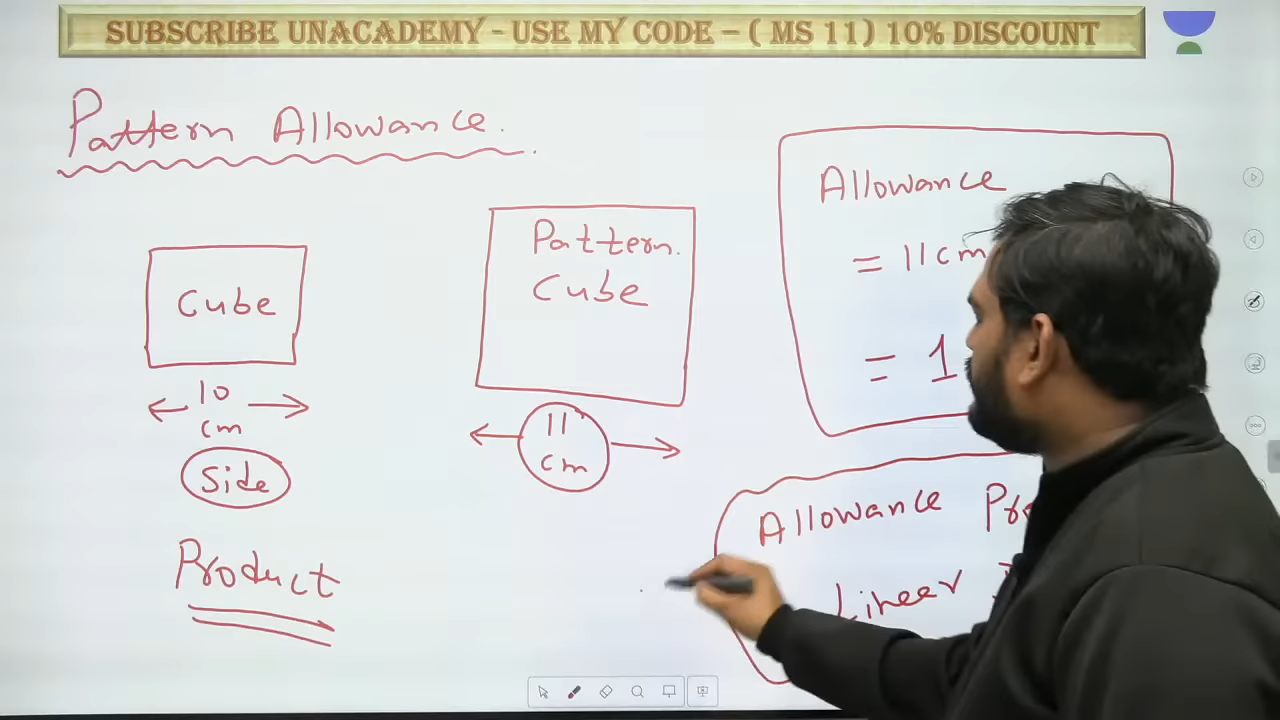 SUBSCRIBE UNACADEMY - USE MY CODE – ( MS 11) 10% DISCOUNT
Pattern Allowance.
Allowance
= 11cm
= 1
Cube
10
cm
Side
Product
Pattern.
Cube
11
cm
Allowance
Linear